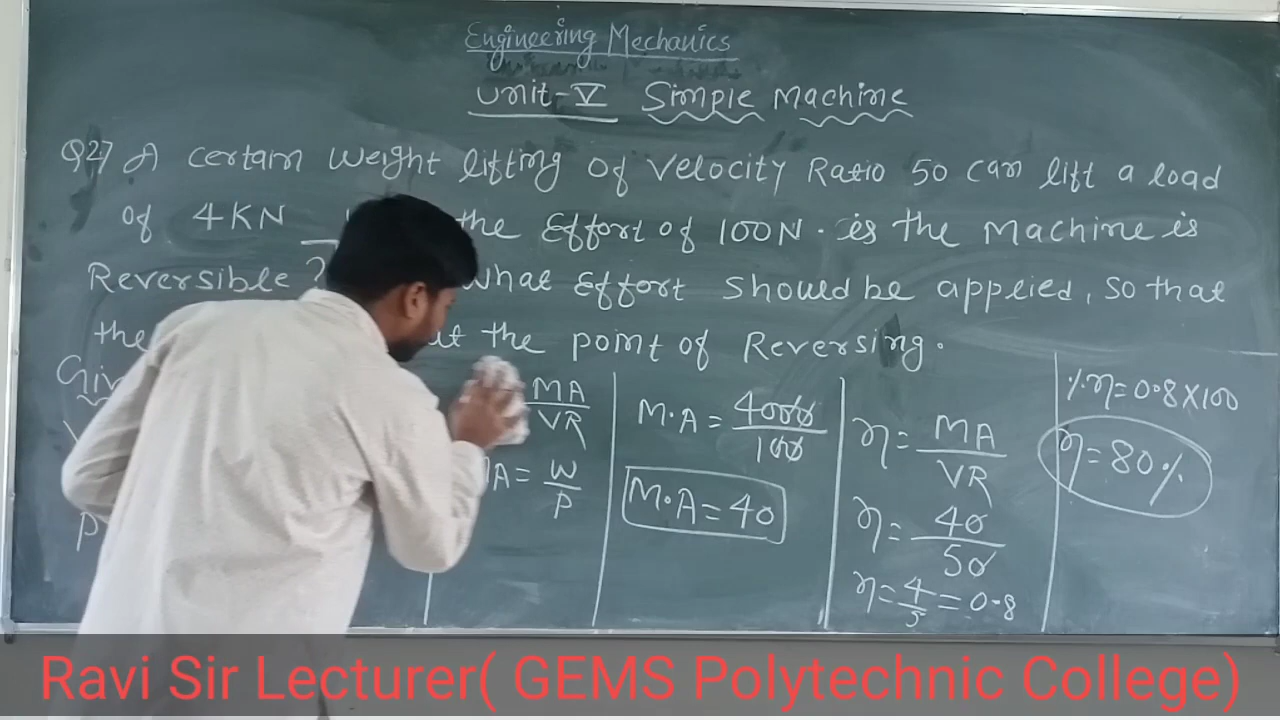 Engineering Mechanics
Unit-V Simple Machine
Q27 A certain weight lifting of Velocity Ratio 50 can lift a load
of 4KN the Effort of 100N. is the Machine is
Reversible ? what Effort should be applied, so that
the at the point of Reversing.
Giv
P
MA
VR
A = W/P
M.A = 4000/100
M.A = 40
η = MA/VR
η = 40/50
η = 4/5 = 0.8
% η = 0.8 X 100
η = 80%
Ravi Sir Lecturer( GEMS Polytechnic College)